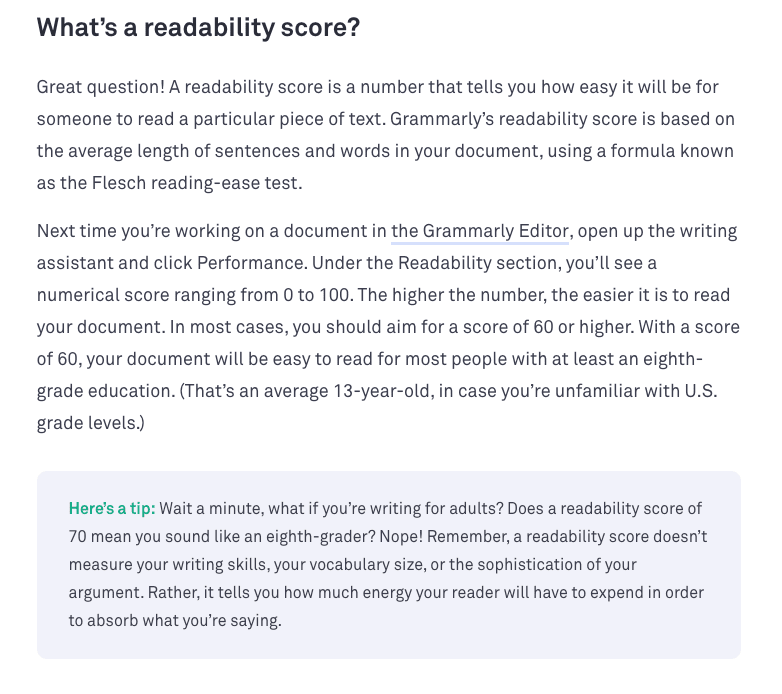 What’s a readability score?
Great question! A readability score is a number that tells you how easy it will be for
someone to read a particular piece of text. Grammarly’s readability score is based on
the average length of sentences and words in your document, using a formula known
as the Flesch reading-ease test.
Next time you’re working on a document in the Grammarly Editor, open up the writing
assistant and click Performance. Under the Readability section, you’ll see a
numerical score ranging from 0 to 100. The higher the number, the easier it is to read
your document. In most cases, you should aim for a score of 60 or higher. With a score
of 60, your document will be easy to read for most people with at least an eighth-
grade education. (That’s an average 13-year-old, in case you’re unfamiliar with U.S.
grade levels.)
Here’s a tip: Wait a minute, what if you’re writing for adults? Does a readability score of
70 mean you sound like an eighth-grader? Nope! Remember, a readability score doesn’t
measure your writing skills, your vocabulary size, or the sophistication of your
argument. Rather, it tells you how much energy your reader will have to expend in order
to absorb what you’re saying.